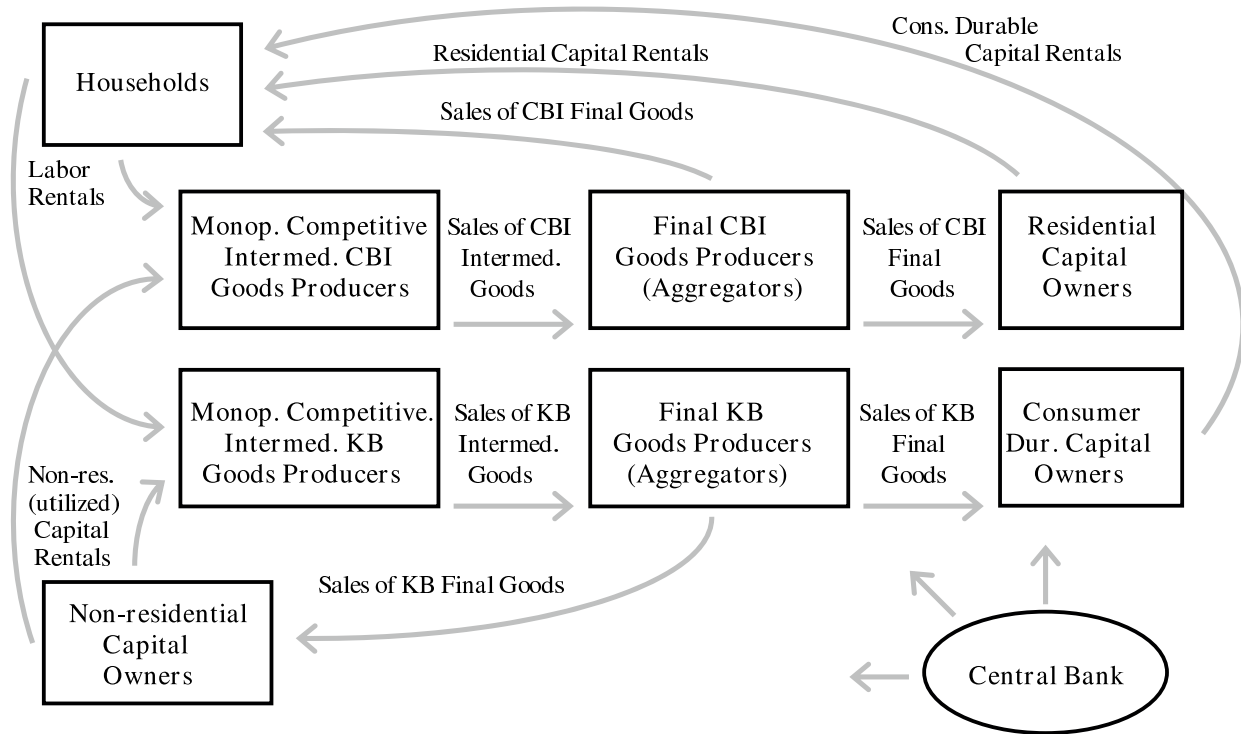 Cons. Durable
Capital Rentals
Residential Capital Rentals
Households
Sales of CBI Final Goods
Labor
Rentals
Monop. Competitive
Intermed. CBI
Goods Producers
Sales of CBI
Intermed.
Goods
Final CBI
Goods Producers
(Aggregators)
Sales of CBI
Final
Goods
Residential
Capital
Owners
Monop. Competitive.
Intermed. KB
Goods Producers
Sales of KB
Intermed.
Goods
Final KB
Goods Producers
(Aggregators)
Sales of KB
Final
Goods
Consumer
Dur. Capital
Owners
Non-res.
(utilized)
Capital
Rentals
Sales of KB Final Goods
Non-residential
Capital
Owners
Central Bank